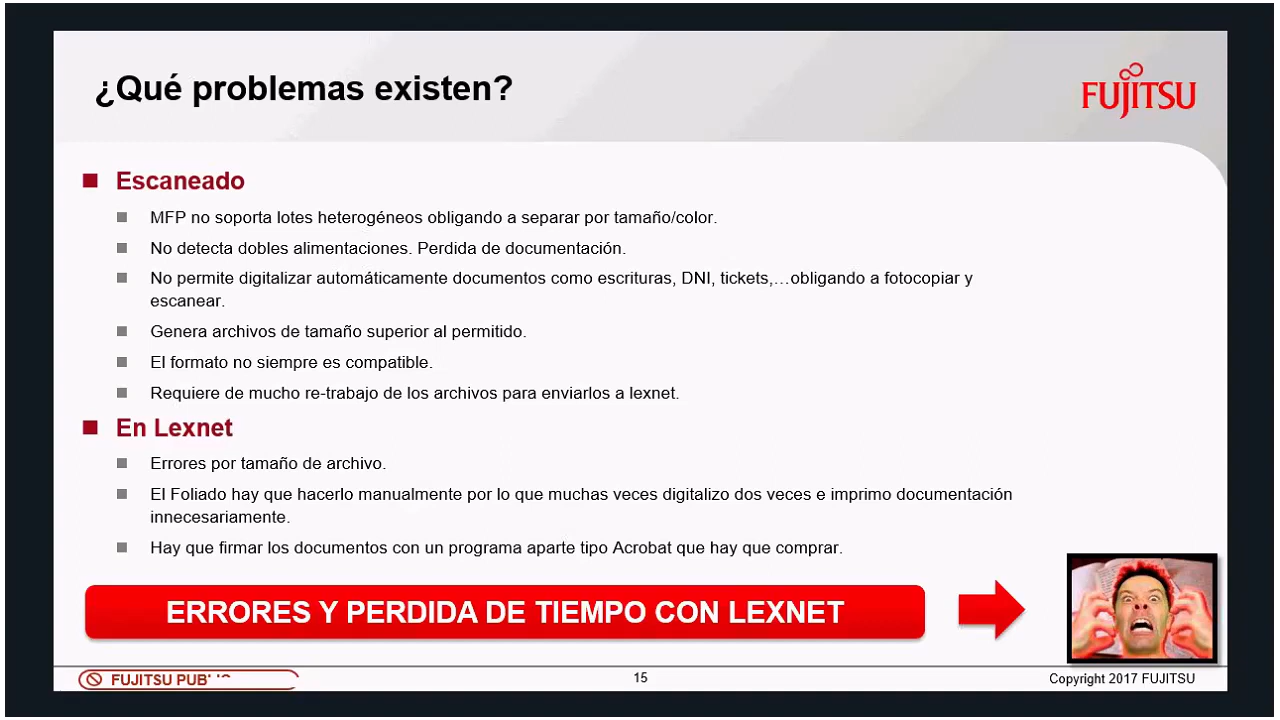 ¿Qué problemas existen?
FUJITSU
Escaneado
MFP no soporta lotes heterogéneos obligando a separar por tamaño/color.
No detecta dobles alimentaciones. Perdida de documentación.
No permite digitalizar automáticamente documentos como escrituras, DNI, tickets,…obligando a fotocopiar y
escanear.
Genera archivos de tamaño superior al permitido.
El formato no siempre es compatible.
Requiere de mucho re-trabajo de los archivos para enviarlos a lexnet.
En Lexnet
Errores por tamaño de archivo.
El Foliado hay que hacerlo manualmente por lo que muchas veces digitalizo dos veces e imprimo documentación
innecesariamente.
Hay que firmar los documentos con un programa aparte tipo Acrobat que hay que comprar.
ERRORES Y PERDIDA DE TIEMPO CON LEXNET
FUJITSU
15
Copyright 2017 FUJITSU